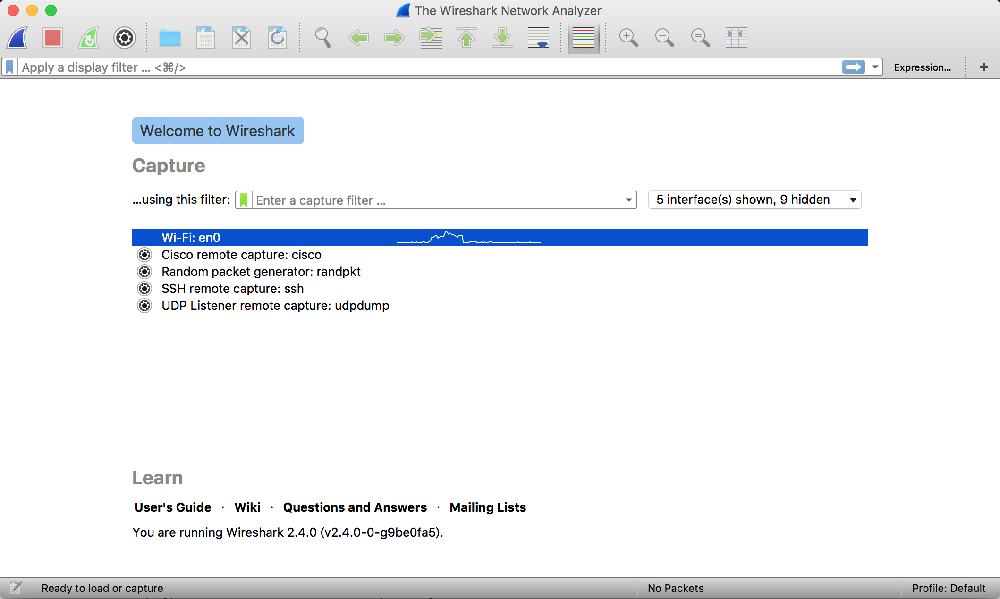 The Wireshark Network Analyzer
Apply a display filter ... <⌘/>
Expression...
+
Welcome to Wireshark
Capture
...using this filter:
Enter a capture filter ...
5 interface(s) shown, 9 hidden
Wi-Fi: en0
Cisco remote capture: cisco
Random packet generator: randpkt
SSH remote capture: ssh
UDP Listener remote capture: udpdump
Learn
User's Guide · Wiki · Questions and Answers · Mailing Lists
You are running Wireshark 2.4.0 (v2.4.0-0-g9be0fa5).
Ready to load or capture
No Packets
Profile: Default